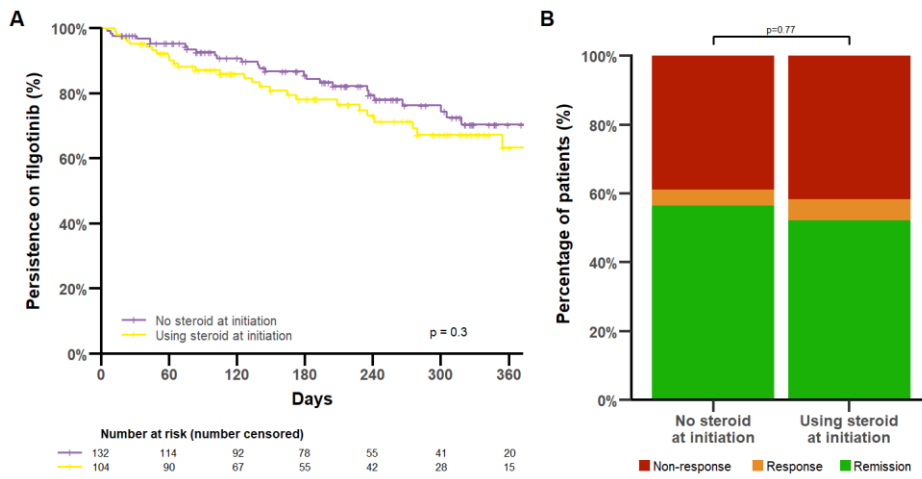 A
Persistence on filgotinib (%)
100%
80%
60%
40%
20%
0%
No steroid at initiation
Using steroid at initiation
p = 0.3
0 60 120 180 240 300 360
Days
Number at risk (number censored)
132 114 92 78 55 41 20
104 90 67 55 42 28 15
B
p=0.77
Percentage of patients (%)
100%
80%
60%
40%
20%
0%
No steroid
at initiation
Using steroid
at initiation
Non-response Response Remission